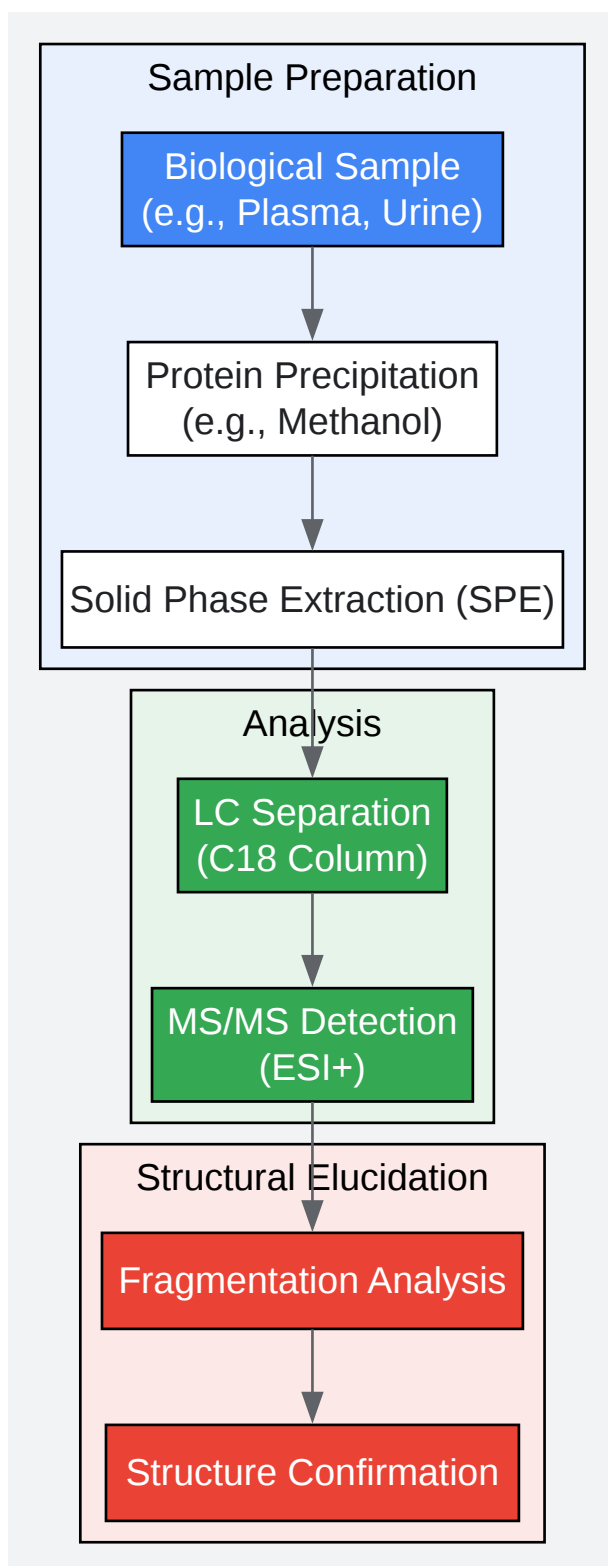 Sample Preparation
Biological Sample
(e.g., Plasma, Urine)
Protein Precipitation
(e.g., Methanol)
Solid Phase Extraction (SPE)
Analysis
LC Separation
(C18 Column)
MS/MS Detection
(ESI+)
Structural Elucidation
Fragmentation Analysis
Structure Confirmation